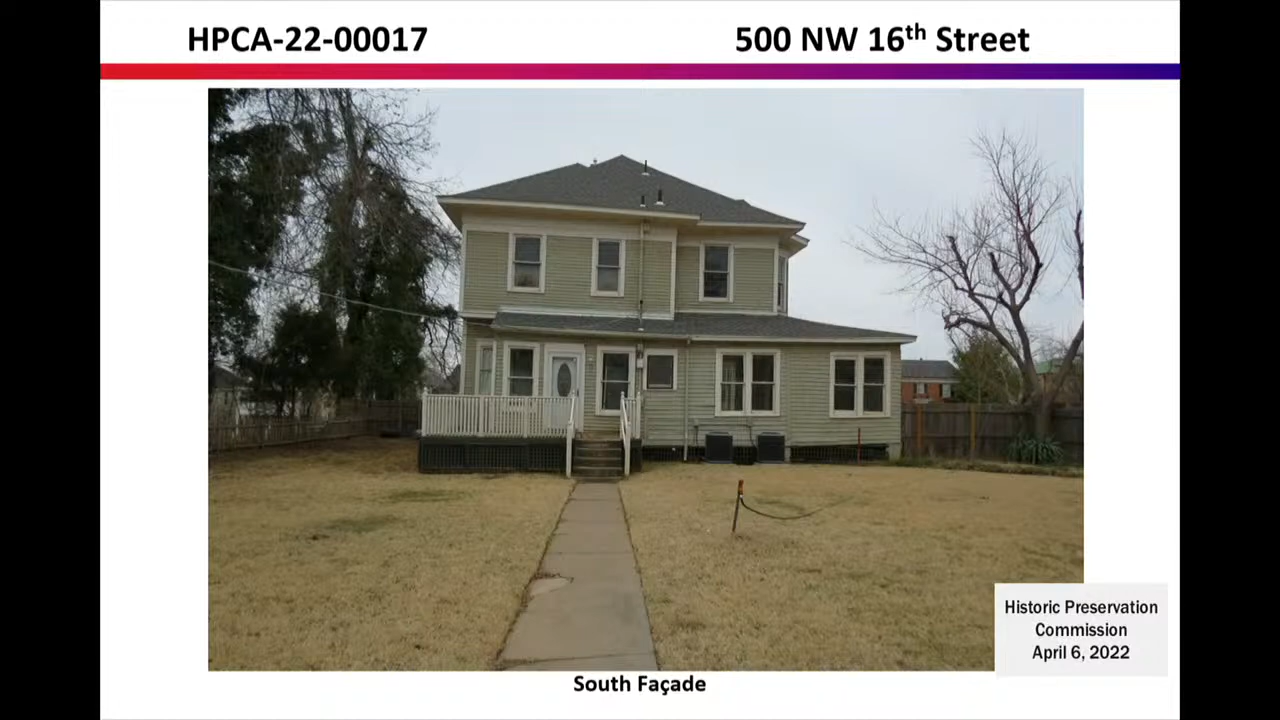 HPCA-22-00017
500 NW 16th Street
Historic Preservation
Commission
April 6, 2022
South Façade